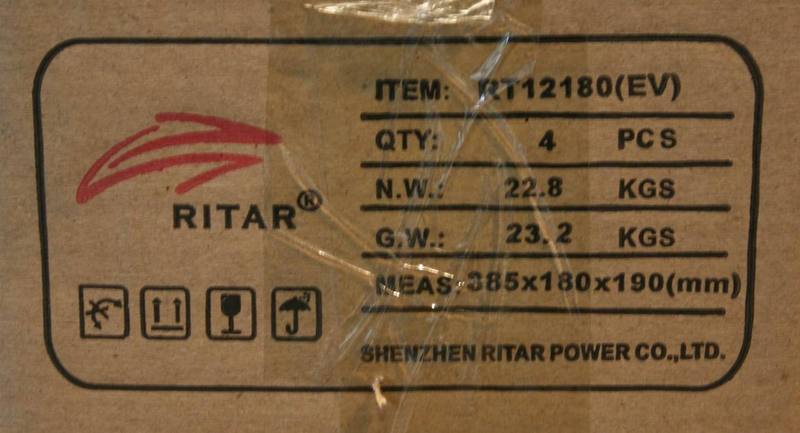 RITAR®
ITEM: RT12180(EV)
QTY: 4 PCS
N.W.: 22.8 KGS
G.W.: 23.2 KGS
MEAS: 385x180x190(mm)
SHENZHEN RITAR POWER CO.,LTD.